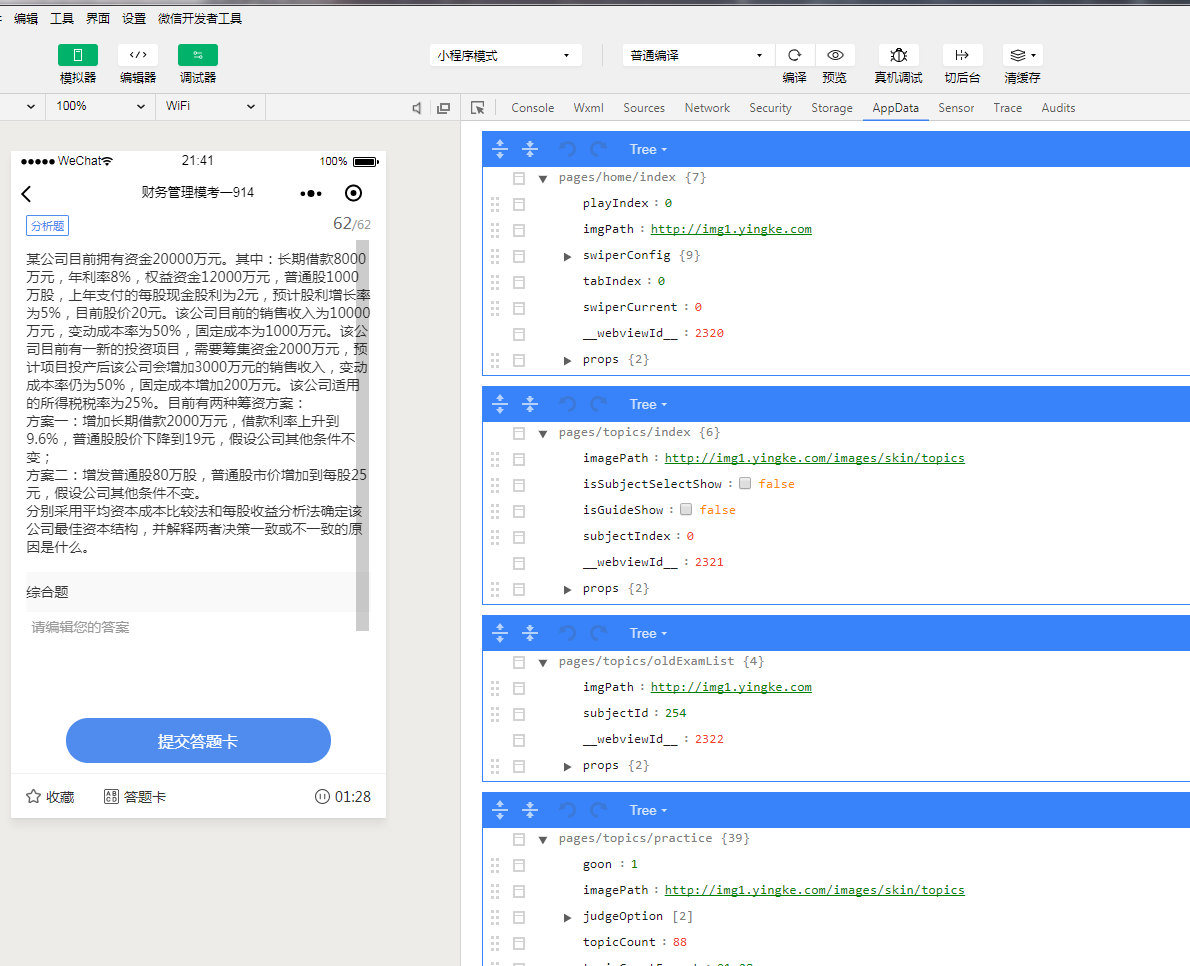 编辑 工具 界面 设置 微信开发者工具
模拟器 编辑器 调试器 小程序模式 普通编译 编译 预览 真机调试 切后台 清缓存
100% WiFi
Console Wxml Sources Network Security Storage AppData Sensor Trace Audits
WeChat 21:41 100%
财务管理模考一914
分析题 62/62
某公司目前拥有资金20000万元。其中：长期借款8000
万元，年利率8%，权益资金12000万元，普通股1000
万股，上年支付的每股现金股利为2元，预计股利增长率
为5%，目前股价20元。该公司目前的销售收入为10000
万元，变动成本率为50%，固定成本为1000万元。该公
司目前有一新的投资项目，需要筹集资金2000万元，预
计项目投产后该公司会增加3000万元的销售收入，变动
成本率仍为50%，固定成本增加200万元。该公司适用
的所得税税率为25%。目前有两种筹资方案：
方案一：增加长期借款2000万元，借款利率上升到
9.6%，普通股股价下降到19元，假设公司其他条件不
变；
方案二：增发普通股80万股，普通股市价增加到每股25
元，假设公司其他条件不变。
分别采用平均资本成本比较法和每股收益分析法确定该
公司最佳资本结构，并解释两者决策一致或不一致的原
因是什么。
综合题
请编辑您的答案
提交答题卡
收藏 答题卡 01:28
Tree
pages/home/index {7}
playIndex : 0
imgPath : http://img1.yingke.com
swiperConfig {9}
tabIndex : 0
swiperCurrent : 0
__webviewId__ : 2320
props {2}
Tree
pages/topics/index {6}
imagePath : http://img1.yingke.com/images/skin/topics
isSubjectSelectShow : false
isGuideShow : false
subjectIndex : 0
__webviewId__ : 2321
props {2}
Tree
pages/topics/oldExamList {4}
imgPath : http://img1.yingke.com
subjectId : 254
__webviewId__ : 2322
props {2}
Tree
pages/topics/practice {39}
goon : 1
imagePath : http://img1.yingke.com/images/skin/topics
judgeOption [2]
topicCount : 88